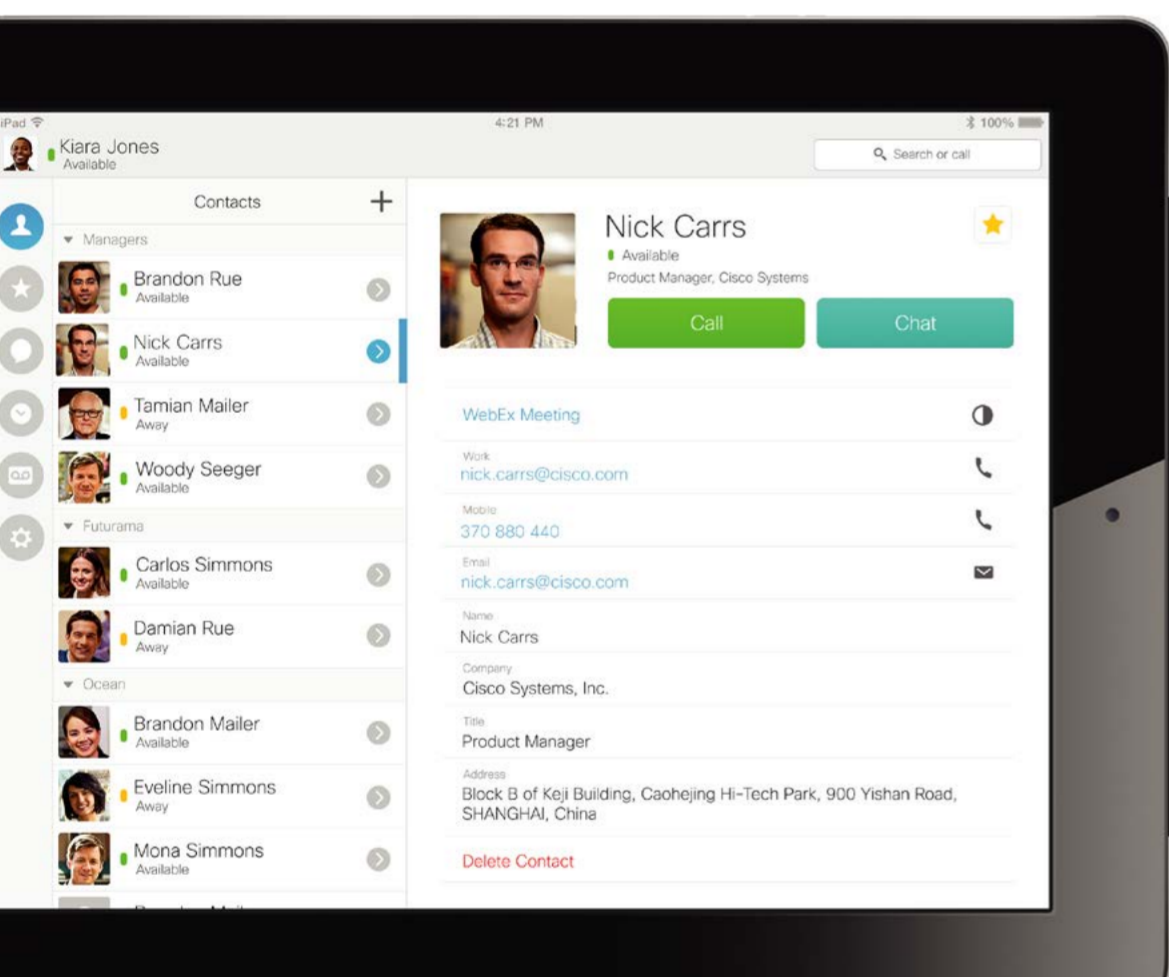 iPad
4:21 PM
100%
Kiara Jones
Available
Search or call
Contacts
Managers
Brandon Rue
Available
Nick Carrs
Available
Tamian Mailer
Away
Woody Seeger
Available
Futurama
Carlos Simmons
Available
Damian Rue
Away
Ocean
Brandon Mailer
Available
Eveline Simmons
Away
Mona Simmons
Available
Nick Carrs
Available
Product Manager, Cisco Systems
Call
Chat
WebEx Meeting
Work
nick.carrs@cisco.com
Mobile
370 880 440
Email
nick.carrs@cisco.com
Name
Nick Carrs
Company
Cisco Systems, Inc.
Title
Product Manager
Address
Block B of Keji Building, Caohejing Hi-Tech Park, 900 Yishan Road,
SHANGHAI, China
Delete Contact